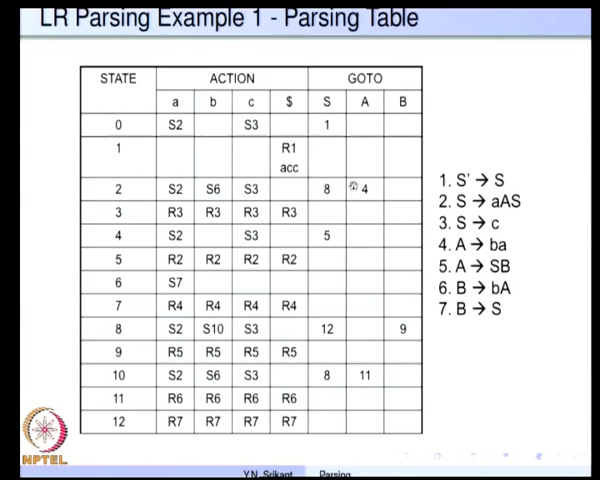 LR Parsing Example 1 - Parsing Table
STATE ACTION GOTO
a b c $ S A B
0 S2 S3 1
1 R1
acc
2 S2 S6 S3 8 4
3 R3 R3 R3 R3
4 S2 S3 5
5 R2 R2 R2 R2
6 S7
7 R4 R4 R4 R4
8 S2 S10 S3 12 9
9 R5 R5 R5 R5
10 S2 S6 S3 8 11
11 R6 R6 R6 R6
12 R7 R7 R7 R7
1. S' → S
2. S → aAS
3. S → c
4. A → ba
5. A → SB
6. B → bA
7. B → S
NPTEL
Y.N. Srikant Parsing